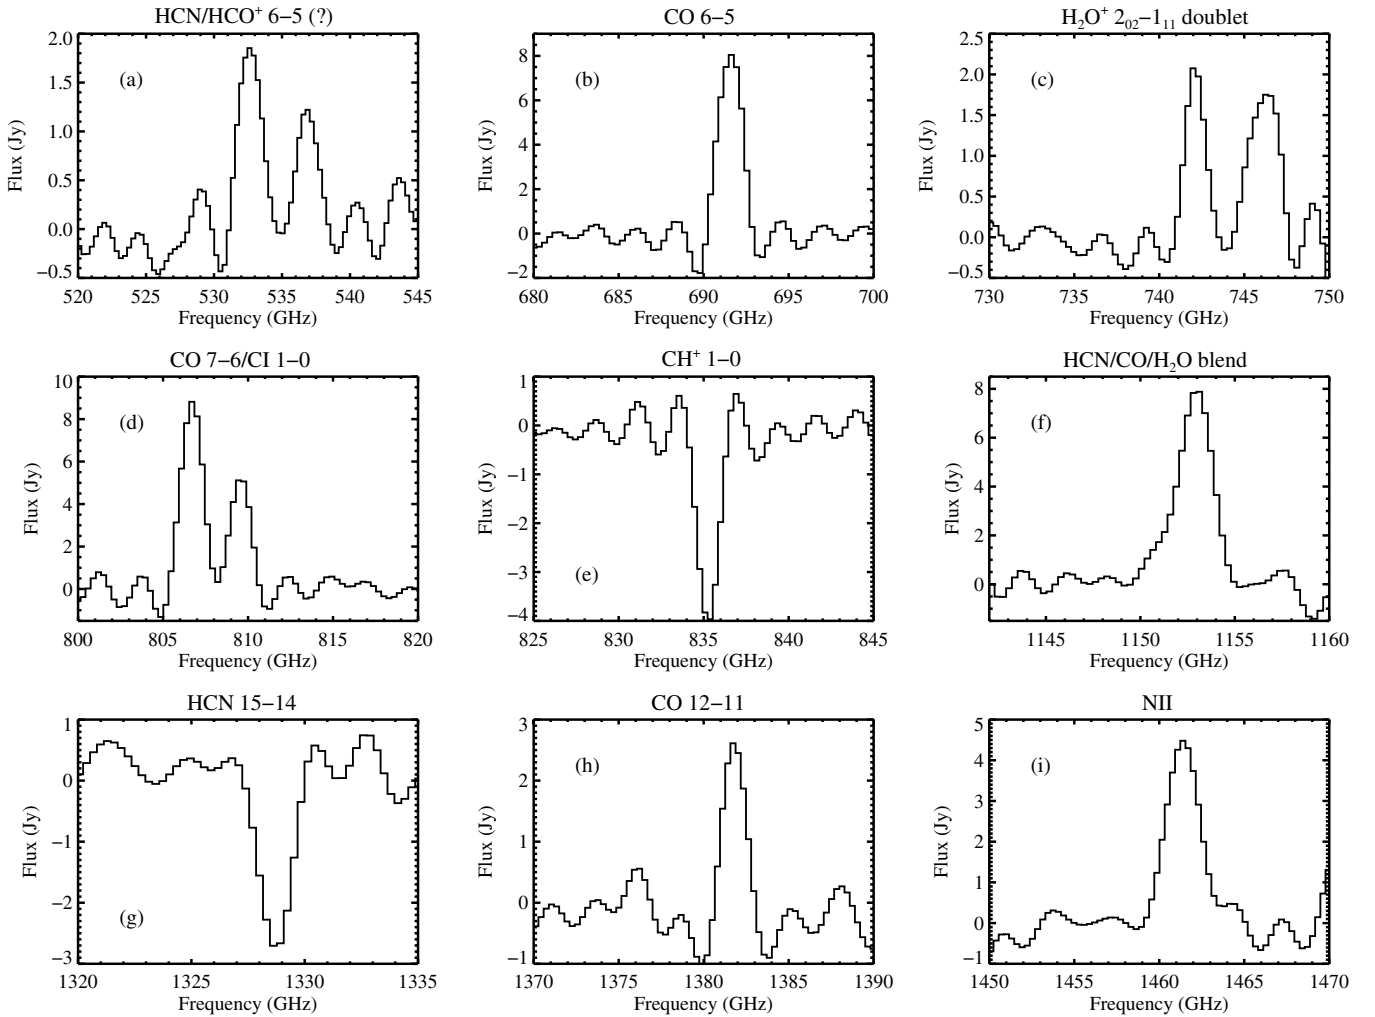 HCN/HCO⁺ 6−5 (?)
CO 6−5
H₂O⁺ 2₀₂−1₁₁ doublet
2.0
1.5
1.0
0.5
0.0
−0.5
Flux (Jy)
(a)
520 525 530 535 540 545
Frequency (GHz)
8
6
4
2
0
−2
Flux (Jy)
(b)
680 685 690 695 700
Frequency (GHz)
2.5
2.0
1.5
1.0
0.5
0.0
−0.5
Flux (Jy)
(c)
730 735 740 745 750
Frequency (GHz)
CO 7−6/CI 1−0
CH⁺ 1−0
HCN/CO/H₂O blend
10
8
6
4
2
0
Flux (Jy)
(d)
800 805 810 815 820
Frequency (GHz)
1
0
−1
−2
−3
−4
Flux (Jy)
(e)
825 830 835 840 845
Frequency (GHz)
8
6
4
2
0
Flux (Jy)
(f)
1145 1150 1155 1160
Frequency (GHz)
HCN 15−14
CO 12−11
NII
1
0
−1
−2
−3
Flux (Jy)
(g)
1320 1325 1330 1335
Frequency (GHz)
3
2
1
0
−1
Flux (Jy)
(h)
1370 1375 1380 1385 1390
Frequency (GHz)
5
4
3
2
1
0
−1
Flux (Jy)
(i)
1450 1455 1460 1465 1470
Frequency (GHz)